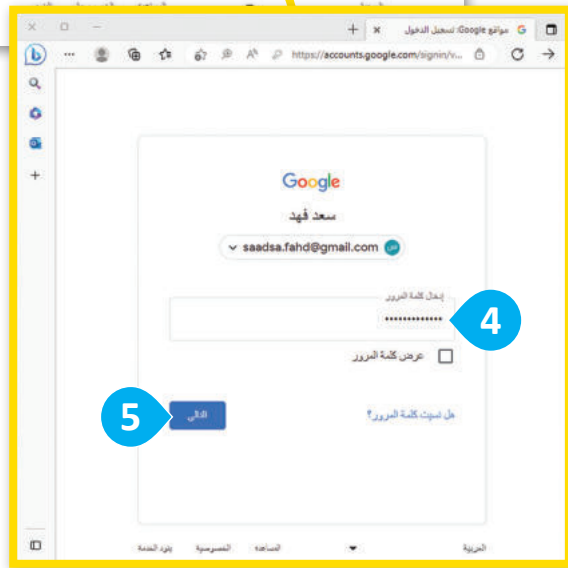 مواقع Google: تسجيل الدخول
https://accounts.google.com/signin/v...
Google
سعد فهد
saadsa.fahd@gmail.com
إدخال كلمة المرور
•••••••••••••
4
عرض كلمة المرور
هل نسيت كلمة المرور؟
التالي
5
العربية
المساعدة
الخصوصية
بنود الخدمة